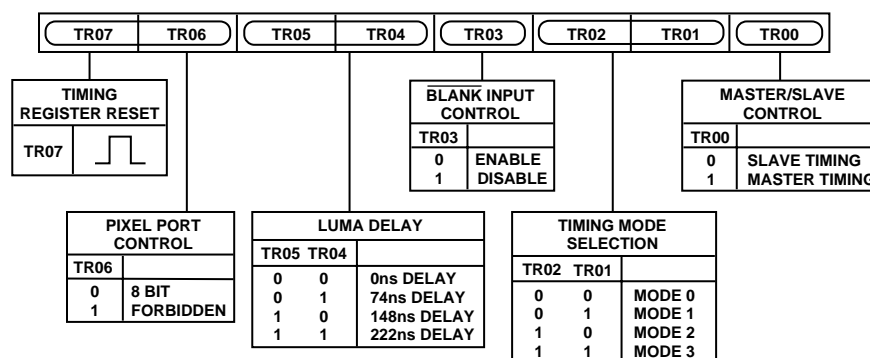 TR07 TR06 TR05 TR04 TR03 TR02 TR01 TR00
TIMING
REGISTER RESET
TR07
BLANK INPUT
CONTROL
TR03
0 ENABLE
1 DISABLE
MASTER/SLAVE
CONTROL
TR00
0 SLAVE TIMING
1 MASTER TIMING
PIXEL PORT
CONTROL
TR06
0 8 BIT
1 FORBIDDEN
LUMA DELAY
TR05 TR04
0 0 0ns DELAY
0 1 74ns DELAY
1 0 148ns DELAY
1 1 222ns DELAY
TIMING MODE
SELECTION
TR02 TR01
0 0 MODE 0
0 1 MODE 1
1 0 MODE 2
1 1 MODE 3